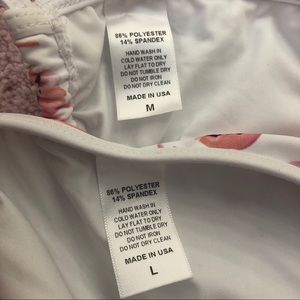 86% POLYESTER
14% SPANDEX
HAND WASH IN
COLD WATER ONLY
LAY FLAT TO DRY
DO NOT TUMBLE DRY
DO NOT IRON
DO NOT DRY CLEAN
MADE IN USA
M
86% POLYESTER
14% SPANDEX
HAND WASH IN
COLD WATER ONLY
LAY FLAT TO DRY
DO NOT TUMBLE DRY
DO NOT IRON
DO NOT DRY CLEAN
MADE IN USA
L